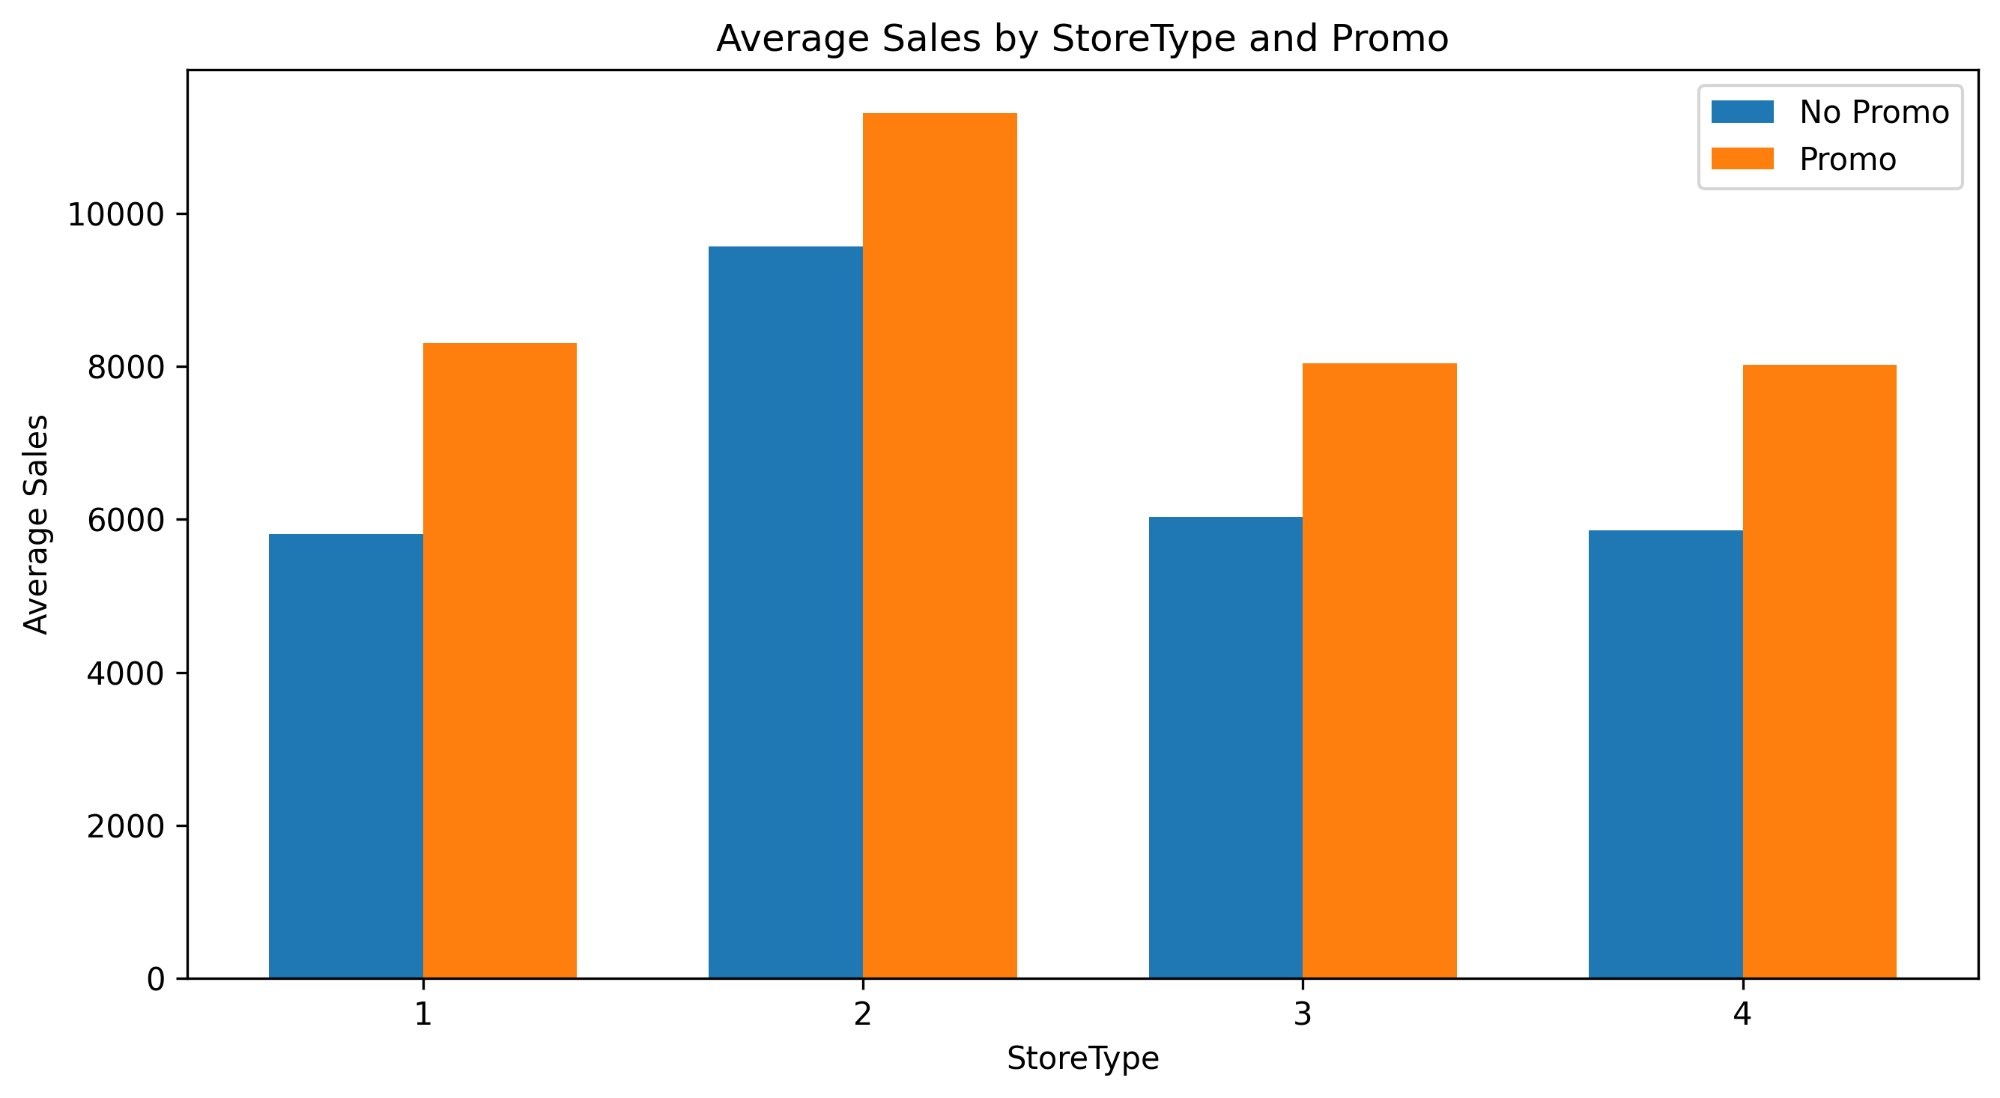 Average Sales by StoreType and Promo
No Promo
Promo
Average Sales
10000
8000
6000
4000
2000
0
1 2 3 4
StoreType